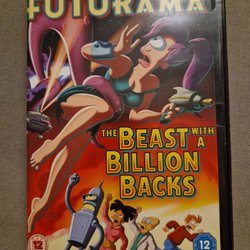 FUTURAMA
THE BEAST WITH A
BILLION BACKS
12
12